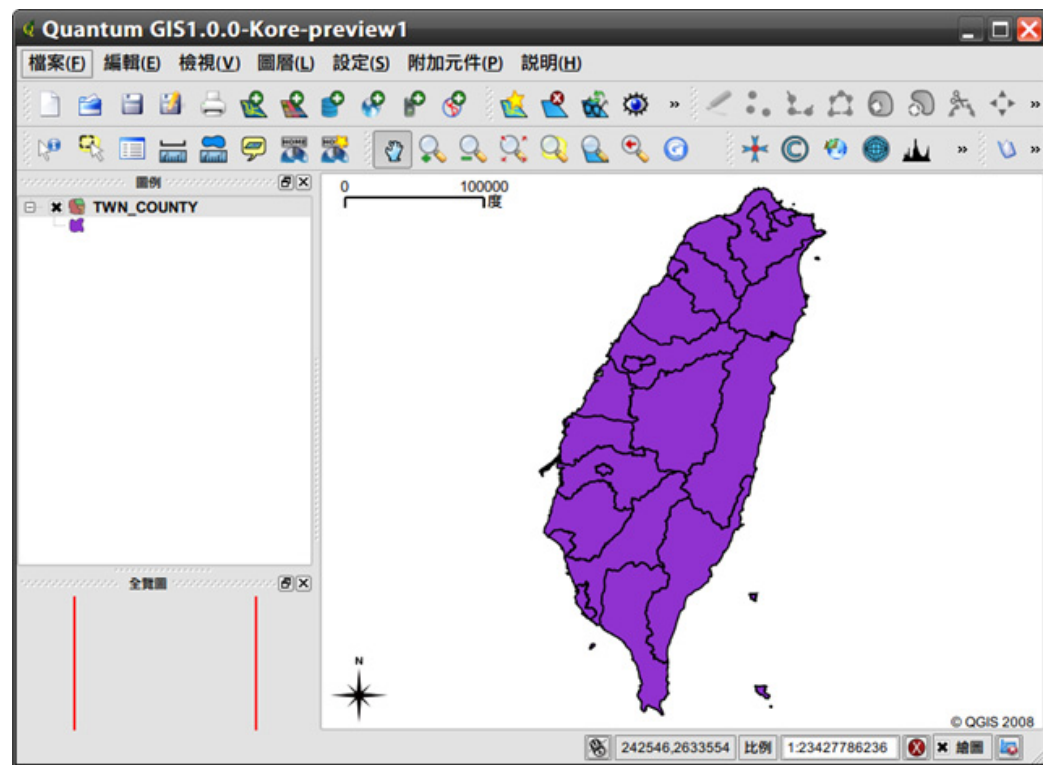 Quantum GIS1.0.0-Kore-preview1
檔案(F) 編輯(E) 檢視(V) 圖層(L) 設定(S) 附加元件(P) 説明(H)
圖例
TWN_COUNTY
0 100000
度
全覽圖
N
© QGIS 2008
242546,2633554 比例 1:23427786236 繪圖